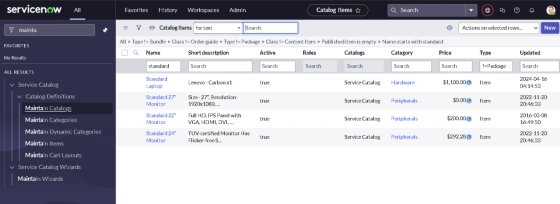 servicenow All Favorites History Workspaces Admin Catalog Items Search
mainta
FAVORITES
No Results
ALL RESULTS
Service Catalog
Catalog Definitions
Maintain Catalogs
Maintain Categories
Maintain Dynamic Categories
Maintain Items
Maintain Cart Layouts
Service Catalog Wizards
Maintain Wizards
Catalog Items for text Search Actions on selected rows... New
All > Type != Bundle > Class != Order guide > Type != Package > Class != Content Item > Published item is empty > Name starts with standard
Name Short description Active Roles Catalogs Category Price Type Updated
standard Search Search Search Search Search Search !=Package Search
Standard Laptop Lenovo - Carbon x1 true Service Catalog Hardware $1,100.00 Item 2024-04-16 04:14:53
Standard 27" Monitor Size - 27", Resolution - 1920x1080... true Service Catalog Peripherals $0.00 Item 2022-11-20 20:46:33
Standard 22" Monitor Full HD, IPS Panel with VGA, HDMI, DVI, ... true Service Catalog Peripherals $200.00 Item 2016-03-08 16:49:10
Standard 24" Monitor TUV-certified Monitor Has Flicker-free S... true Service Catalog Peripherals $292.28 Item 2022-11-20 20:46:33